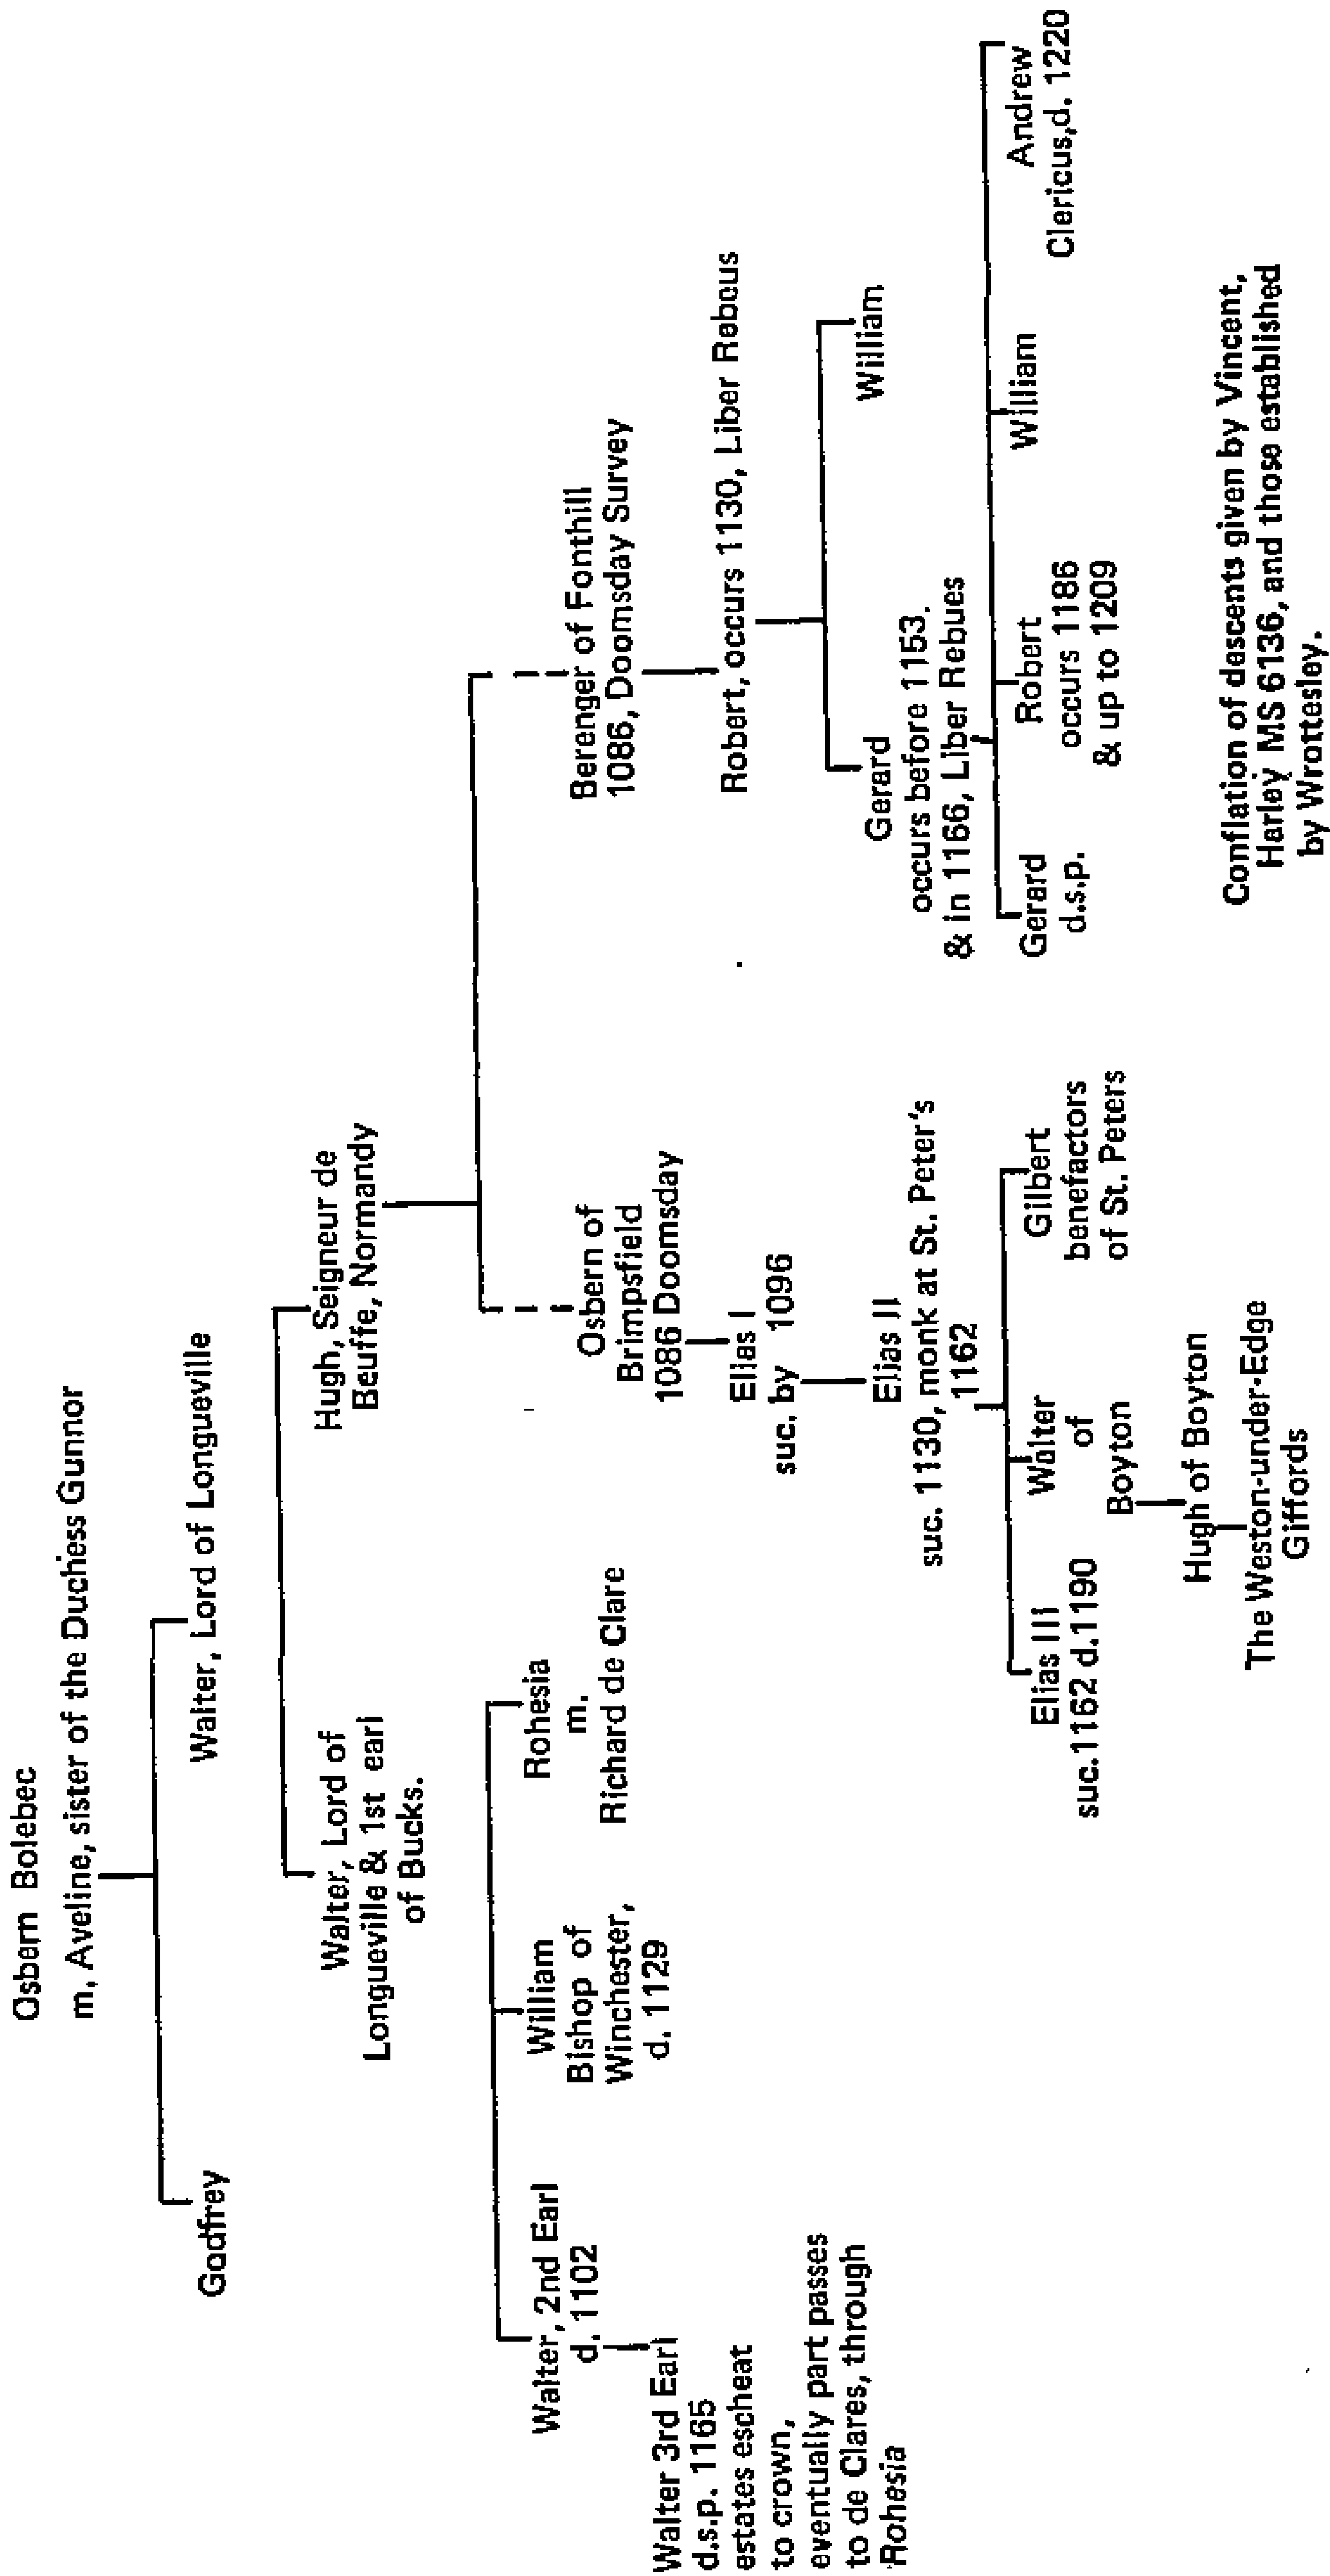 Osbern Bolebec
m, Aveline, sister of the Duchess Gunnor
Godfrey
Walter, Lord of Longueville
Walter, Lord of
Longueville & 1st earl
of Bucks.
Hugh, Seigneur de
Beuffe, Normandy
Walter, 2nd Earl
d. 1102
William
Bishop of
Winchester,
d. 1129
Rohesia
m.
Richard de Clare
Walter 3rd Earl
d.s.p. 1165
estates escheat
to crown,
eventually part passes
to de Clares, through
Rohesia
Osbern of
Brimpsfield
1086 Doomsday
Elias I
suc. by 1096
Elias II
suc. 1130, monk at St. Peter's
1162
Elias III
suc.1162 d.1190
Walter
of
Boyton
Gilbert
benefactors
of St. Peters
Hugh of Boyton
The Weston-under-Edge
Giffords
Berenger of Fonthill
1086, Doomsday Survey
Robert, occurs 1130, Liber Rebous
Gerard
occurs before 1153.
& in 1166, Liber Rebues
William
Gerard
d.s.p.
Robert
occurs 1186
& up to 1209
William
Andrew
Clericus,d. 1220
Conflation of descents given by Vincent,
Harley MS 6136, and those established
by Wrottesley.